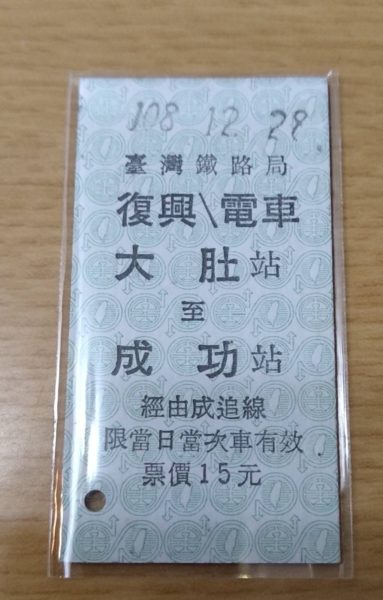 108 12. 29
臺灣鐵路局
復興\電車
大肚站
至
成功站
經由成追線
限當日當次車有效
票價15元